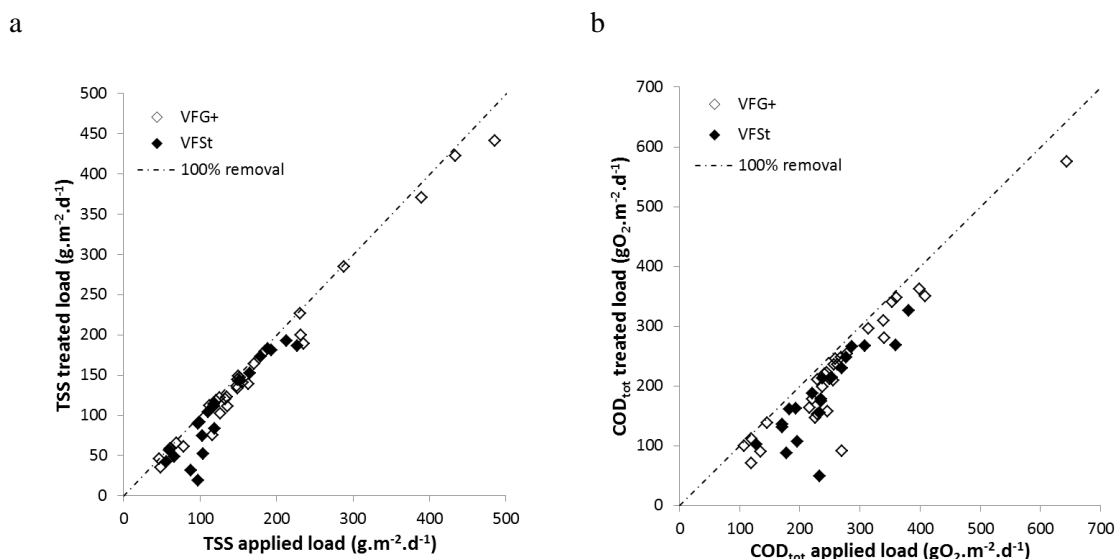 a
500
450
400
350
300
250
200
150
100
50
0
TSS treated load (g.m⁻².d⁻¹)
VFG+
VFSt
100% removal
0 100 200 300 400 500
TSS applied load (g.m⁻².d⁻¹)
b
700
600
500
400
300
200
100
0
COD_tot treated load (gO₂.m⁻².d⁻¹)
VFG+
VFSt
100% removal
0 100 200 300 400 500 600 700
COD_tot applied load (gO₂.m⁻².d⁻¹)